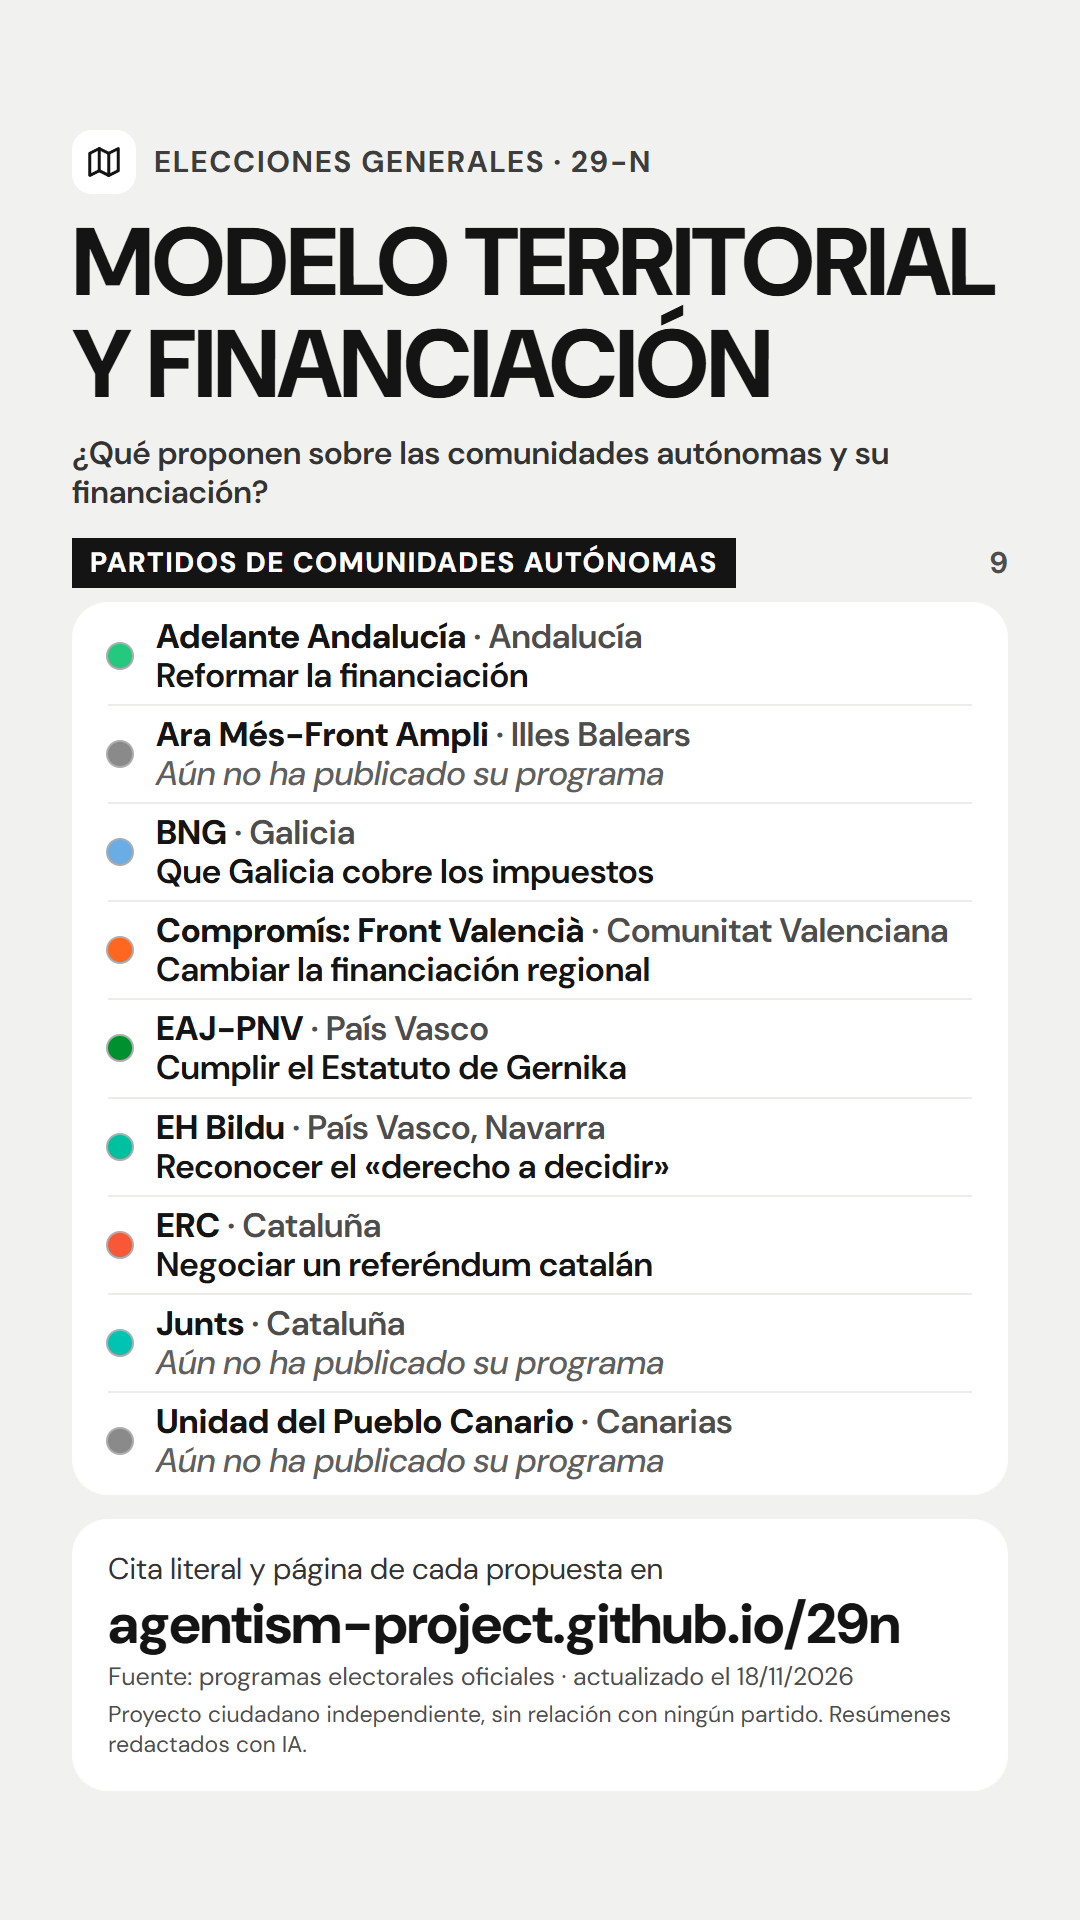 ELECCIONES GENERALES · 29-N
MODELO TERRITORIAL
Y FINANCIACIÓN
¿Qué proponen sobre las comunidades autónomas y su
financiación?
PARTIDOS DE COMUNIDADES AUTÓNOMAS 9
Adelante Andalucía · Andalucía
Reformar la financiación
Ara Més-Front Ampli · Illes Balears
Aún no ha publicado su programa
BNG · Galicia
Que Galicia cobre los impuestos
Compromís: Front Valencià · Comunitat Valenciana
Cambiar la financiación regional
EAJ-PNV · País Vasco
Cumplir el Estatuto de Gernika
EH Bildu · País Vasco, Navarra
Reconocer el «derecho a decidir»
ERC · Cataluña
Negociar un referéndum catalán
Junts · Cataluña
Aún no ha publicado su programa
Unidad del Pueblo Canario · Canarias
Aún no ha publicado su programa
Cita literal y página de cada propuesta en
agentism-project.github.io/29n
Fuente: programas electorales oficiales · actualizado el 18/11/2026
Proyecto ciudadano independiente, sin relación con ningún partido. Resúmenes
redactados con IA.